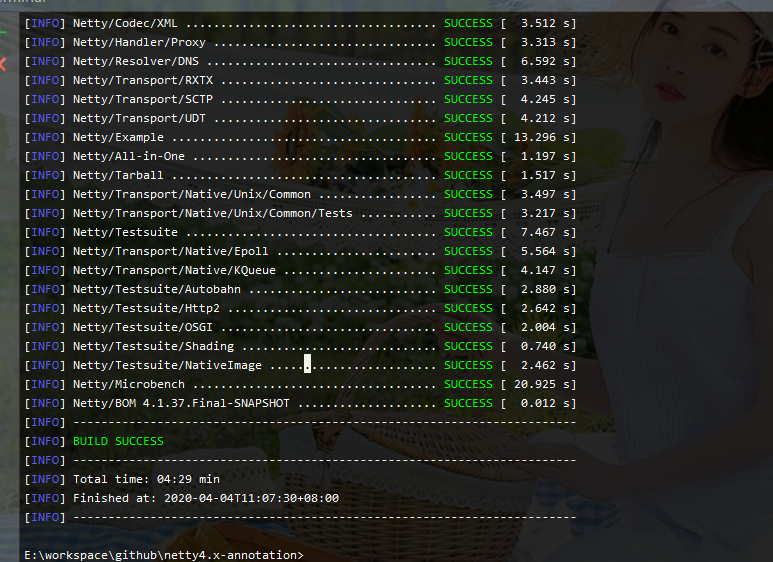 [INFO] Netty/Codec/XML .................................... SUCCESS [  3.512 s]
[INFO] Netty/Handler/Proxy ................................ SUCCESS [  3.313 s]
[INFO] Netty/Resolver/DNS ................................. SUCCESS [  6.592 s]
[INFO] Netty/Transport/RXTX ............................... SUCCESS [  3.443 s]
[INFO] Netty/Transport/SCTP ............................... SUCCESS [  4.245 s]
[INFO] Netty/Transport/UDT ................................ SUCCESS [  4.212 s]
[INFO] Netty/Example ...................................... SUCCESS [ 13.296 s]
[INFO] Netty/All-in-One ................................... SUCCESS [  1.197 s]
[INFO] Netty/Tarball ...................................... SUCCESS [  1.517 s]
[INFO] Netty/Transport/Native/Unix/Common ................. SUCCESS [  3.497 s]
[INFO] Netty/Transport/Native/Unix/Common/Tests ........... SUCCESS [  3.217 s]
[INFO] Netty/Testsuite .................................... SUCCESS [  7.467 s]
[INFO] Netty/Transport/Native/Epoll ....................... SUCCESS [  5.564 s]
[INFO] Netty/Transport/Native/KQueue ...................... SUCCESS [  4.147 s]
[INFO] Netty/Testsuite/Autobahn ........................... SUCCESS [  2.880 s]
[INFO] Netty/Testsuite/Http2 .............................. SUCCESS [  2.642 s]
[INFO] Netty/Testsuite/OSGI ............................... SUCCESS [  2.004 s]
[INFO] Netty/Testsuite/Shading ............................ SUCCESS [  0.740 s]
[INFO] Netty/Testsuite/NativeImage ........................ SUCCESS [  2.462 s]
[INFO] Netty/Microbench ................................... SUCCESS [ 20.925 s]
[INFO] Netty/BOM 4.1.37.Final-SNAPSHOT .................... SUCCESS [  0.012 s]
[INFO] ------------------------------------------------------------------------
[INFO] BUILD SUCCESS
[INFO] ------------------------------------------------------------------------
[INFO] Total time: 04:29 min
[INFO] Finished at: 2020-04-04T11:07:30+08:00
[INFO] ------------------------------------------------------------------------
E:\workspace\github\netty4.x-annotation>